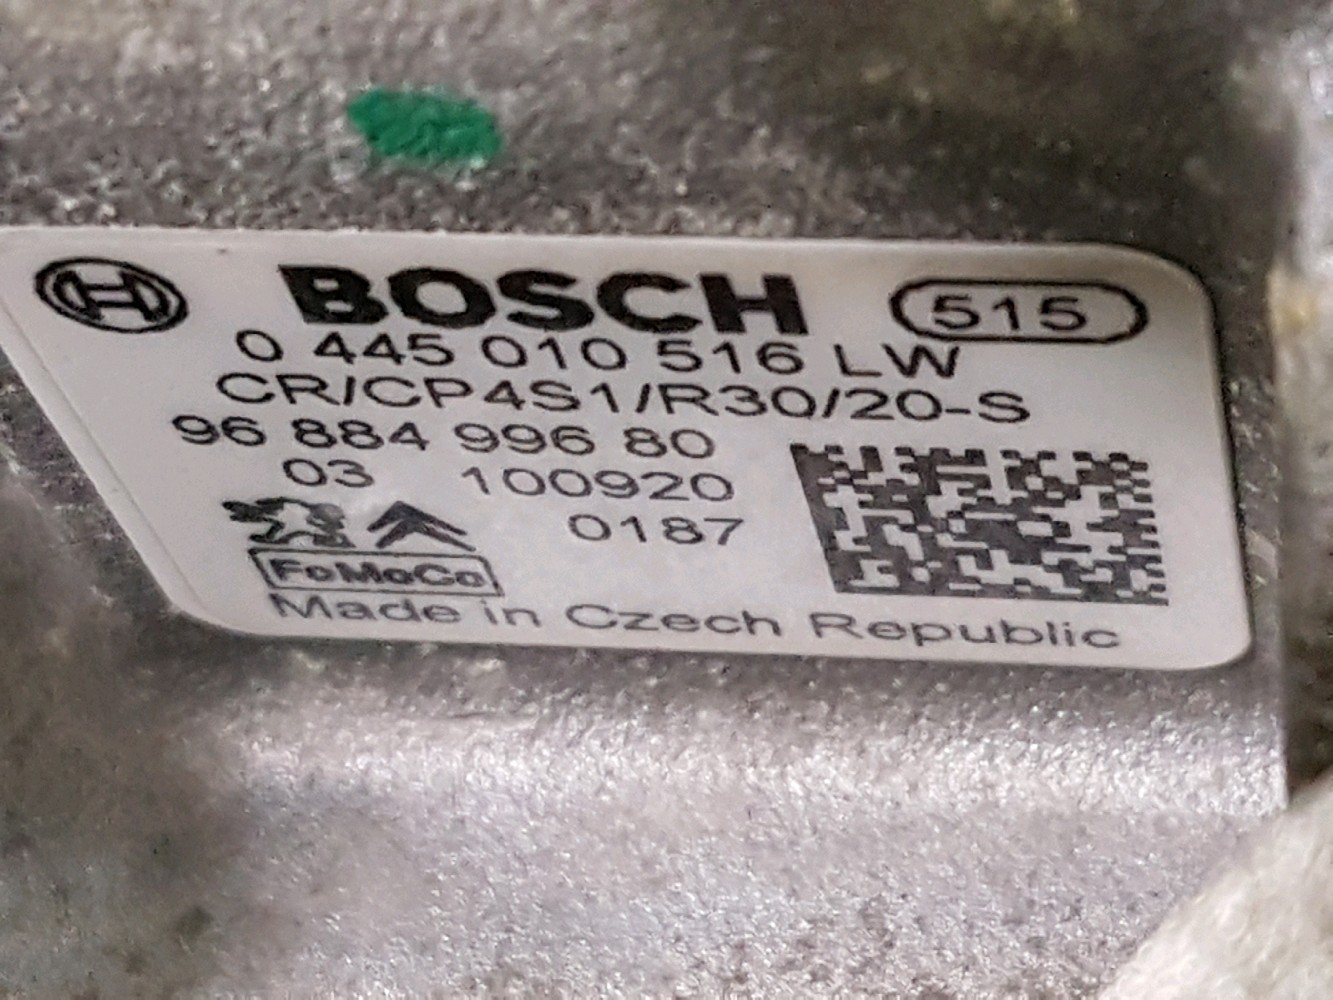 BOSCH 515
0 445 010 516 LW
CR/CP4S1/R30/20-S
96 884 996 80
03 100920
0187
FoMoCo
Made in Czech Republic